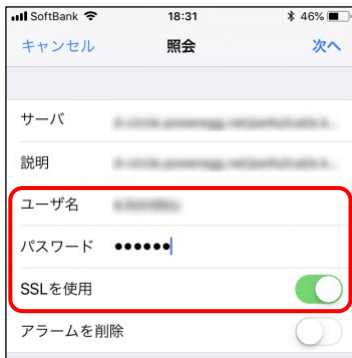 SoftBank 18:31 46%
キャンセル 照会 次へ
サーバ
説明
ユーザ名
パスワード ●●●●●●
SSLを使用
アラームを削除